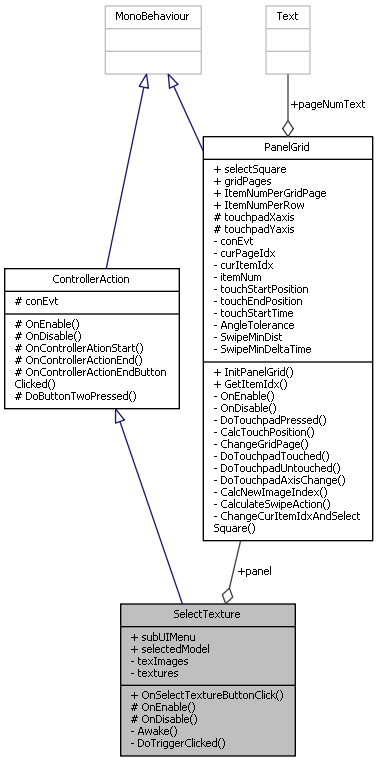 MonoBehaviour
Text
+pageNumText
PanelGrid
+ selectSquare
+ gridPages
+ ItemNumPerGridPage
+ ItemNumPerRow
# touchpadXaxis
# touchpadYaxis
- conEvt
- curPageIdx
- curItemIdx
- itemNum
- touchStartPosition
- touchEndPosition
- touchStartTime
- AngleTolerance
- SwipeMinDist
- SwipeMinDeltaTime
+ InitPanelGrid()
+ GetItemIdx()
- OnEnable()
- OnDisable()
- DoTouchpadPressed()
- CalcTouchPosition()
- ChangeGridPage()
- DoTouchpadTouched()
- DoTouchpadUntouched()
- DoTouchpadAxisChange()
- CalcNewImageIndex()
- CalculateSwipeAction()
- ChangeCurItemIdxAndSelect
Square()
ControllerAction
# conEvt
# OnEnable()
# OnDisable()
# OnControllerAtionStart()
# OnControllerActionEnd()
# OnControllerActionEndButton
Clicked()
# DoButtonTwoPressed()
+panel
SelectTexture
+ subUIMenu
+ selectedModel
- texImages
- textures
+ OnSelectTextureButtonClick()
# OnEnable()
# OnDisable()
- Awake()
- DoTriggerClicked()